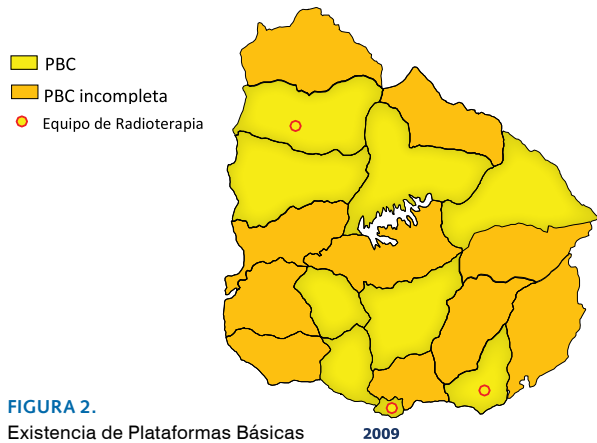 PBC
PBC incompleta
Equipo de Radioterapia
FIGURA 2.
Existencia de Plataformas Básicas 2009